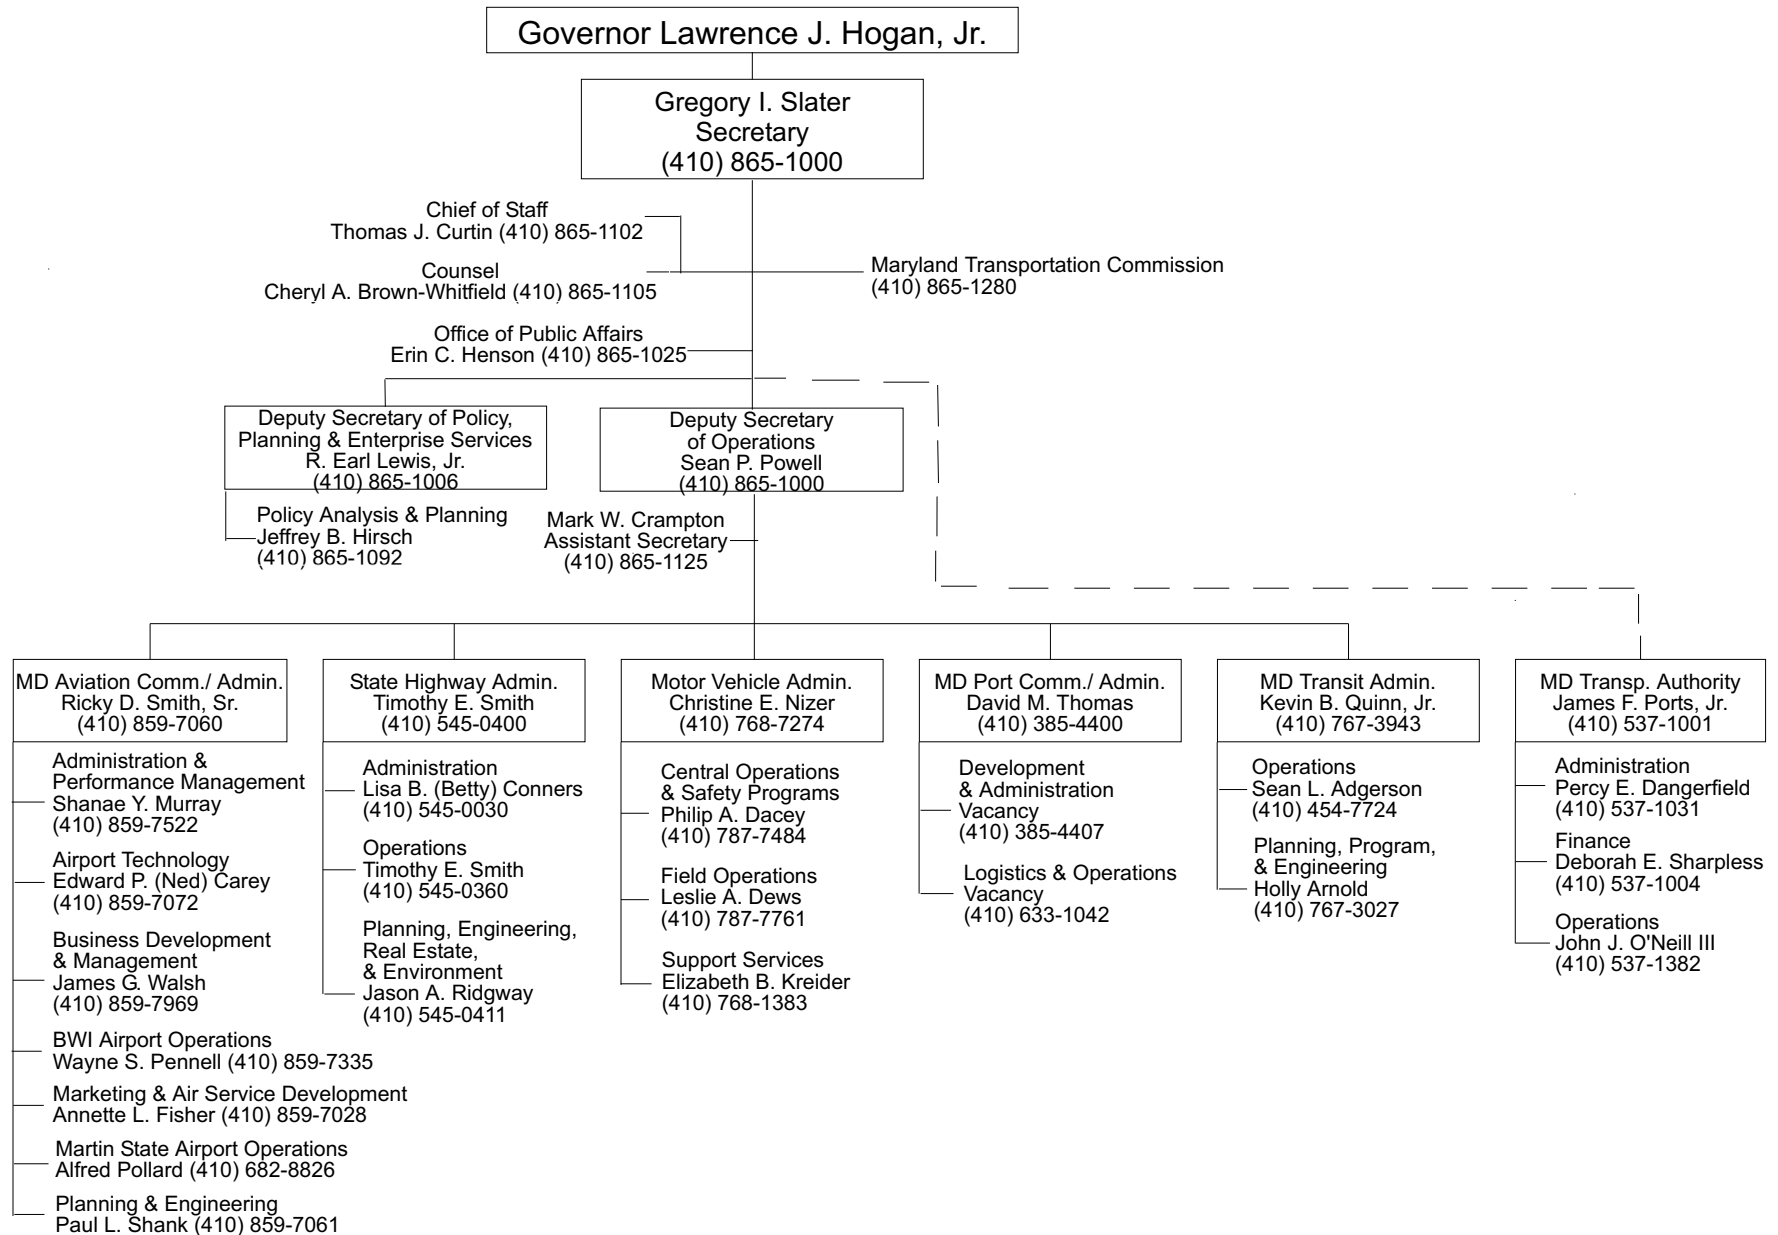 Governor Lawrence J. Hogan, Jr.
Gregory I. Slater
Secretary
(410) 865-1000
Chief of Staff
Thomas J. Curtin (410) 865-1102
Counsel
Cheryl A. Brown-Whitfield (410) 865-1105
Maryland Transportation Commission
(410) 865-1280
Office of Public Affairs
Erin C. Henson (410) 865-1025
Deputy Secretary of Policy,
Planning & Enterprise Services
R. Earl Lewis, Jr.
(410) 865-1006
Policy Analysis & Planning
Jeffrey B. Hirsch
(410) 865-1092
Deputy Secretary
of Operations
Sean P. Powell
(410) 865-1000
Mark W. Crampton
Assistant Secretary
(410) 865-1125
MD Aviation Comm./ Admin.
Ricky D. Smith, Sr.
(410) 859-7060
Administration &
Performance Management
Shanae Y. Murray
(410) 859-7522
Airport Technology
Edward P. (Ned) Carey
(410) 859-7072
Business Development
& Management
James G. Walsh
(410) 859-7969
BWI Airport Operations
Wayne S. Pennell (410) 859-7335
Marketing & Air Service Development
Annette L. Fisher (410) 859-7028
Martin State Airport Operations
Alfred Pollard (410) 682-8826
Planning & Engineering
Paul L. Shank (410) 859-7061
State Highway Admin.
Timothy E. Smith
(410) 545-0400
Administration
Lisa B. (Betty) Conners
(410) 545-0030
Operations
Timothy E. Smith
(410) 545-0360
Planning, Engineering,
Real Estate,
& Environment
Jason A. Ridgway
(410) 545-0411
Motor Vehicle Admin.
Christine E. Nizer
(410) 768-7274
Central Operations
& Safety Programs
Philip A. Dacey
(410) 787-7484
Field Operations
Leslie A. Dews
(410) 787-7761
Support Services
Elizabeth B. Kreider
(410) 768-1383
MD Port Comm./ Admin.
David M. Thomas
(410) 385-4400
Development
& Administration
Vacancy
(410) 385-4407
Logistics & Operations
Vacancy
(410) 633-1042
MD Transit Admin.
Kevin B. Quinn, Jr.
(410) 767-3943
Operations
Sean L. Adgerson
(410) 454-7724
Planning, Program,
& Engineering
Holly Arnold
(410) 767-3027
MD Transp. Authority
James F. Ports, Jr.
(410) 537-1001
Administration
Percy E. Dangerfield
(410) 537-1031
Finance
Deborah E. Sharpless
(410) 537-1004
Operations
John J. O'Neill III
(410) 537-1382